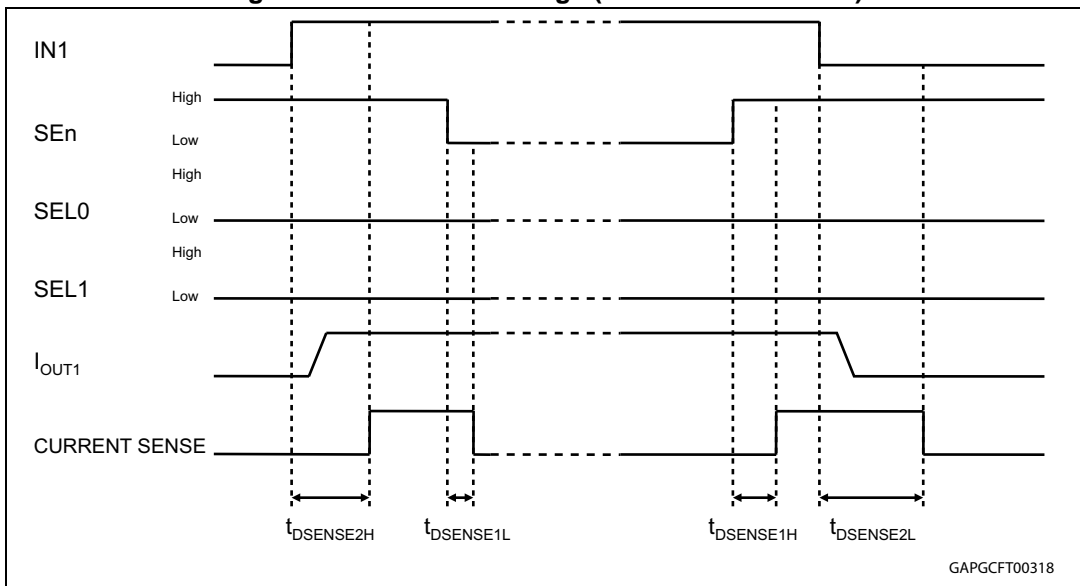 IN1
High
SEn
Low
High
SEL0
Low
High
SEL1
Low
IOUT1
CURRENT SENSE
tDSENSE2H tDSENSE1L tDSENSE1H tDSENSE2L
GAPGCFT00318